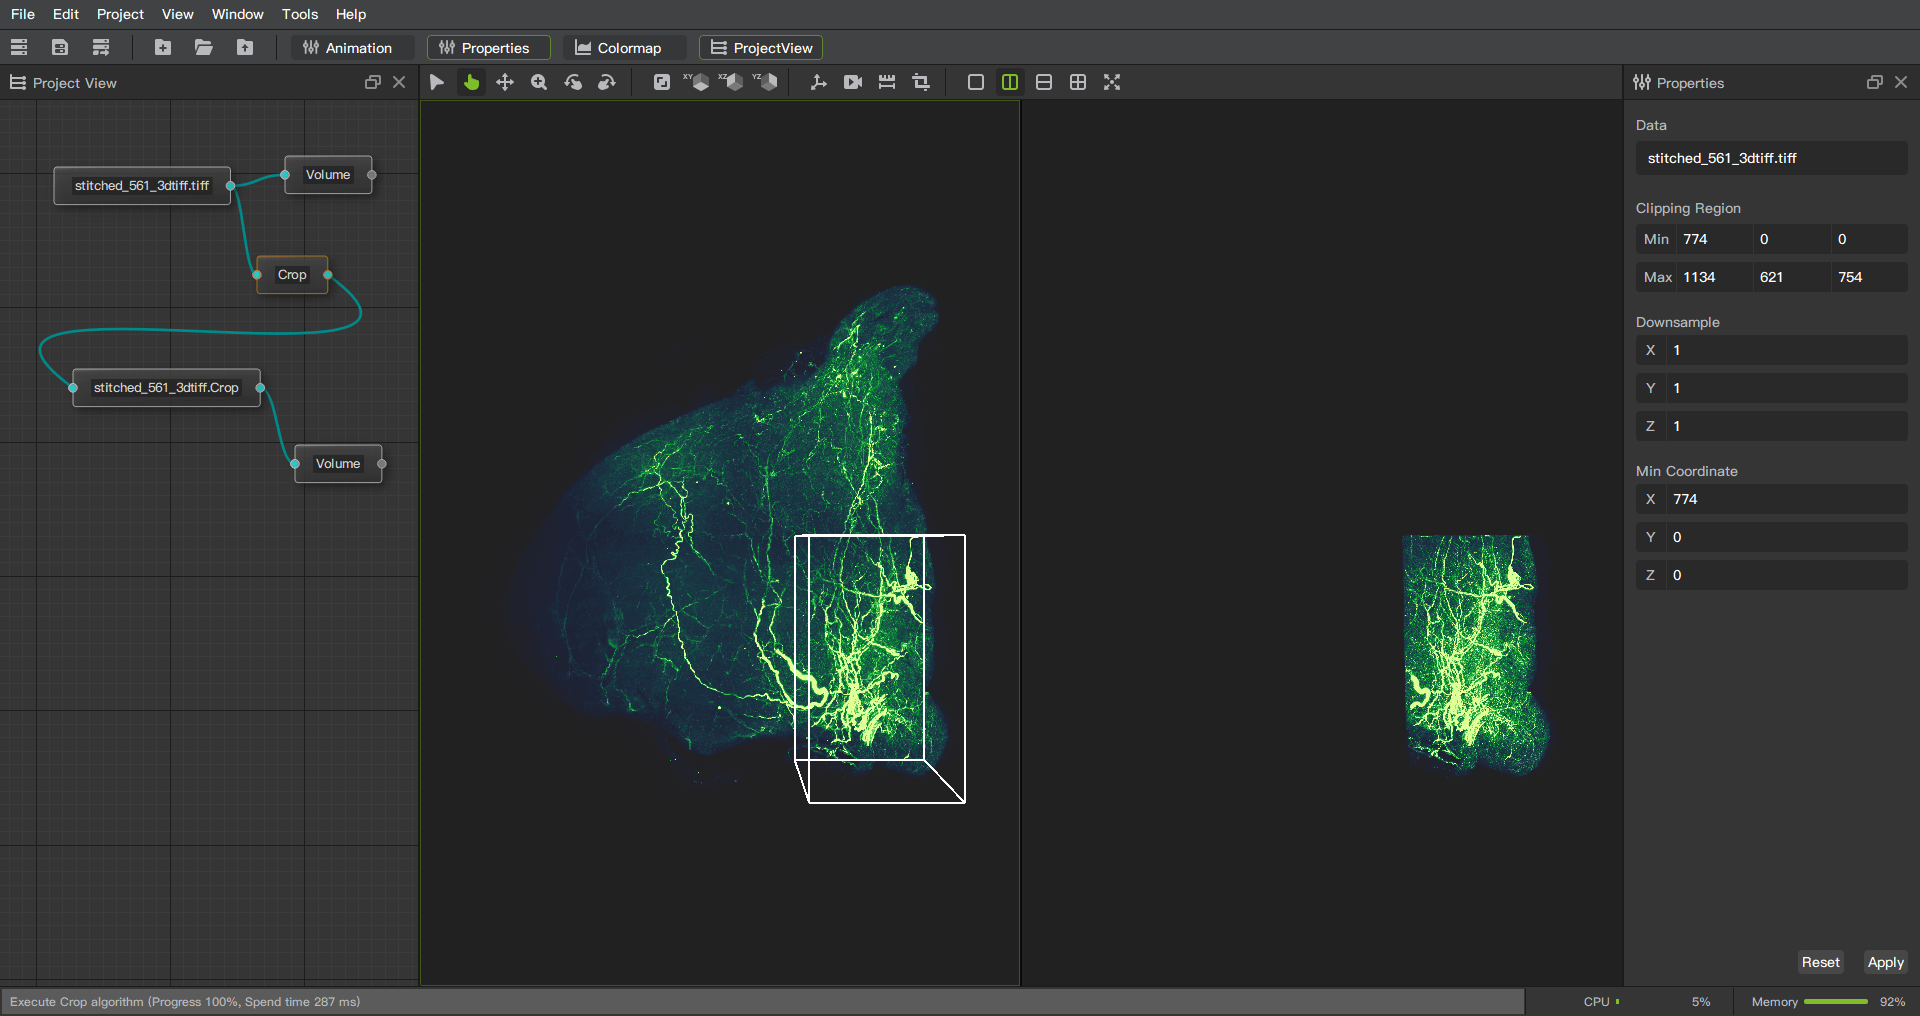 File Edit Project View Window Tools Help
Animation Properties Colormap ProjectView
Project View
XY XZ YZ
Properties
stitched_561_3dtiff.tiff
Volume
Crop
stitched_561_3dtiff.Crop
Volume
Data
stitched_561_3dtiff.tiff
Clipping Region
Min 774 0 0
Max 1134 621 754
Downsample
X 1
Y 1
Z 1
Min Coordinate
X 774
Y 0
Z 0
Reset Apply
Execute Crop algorithm (Progress 100%, Spend time 287 ms)
CPU 5% Memory 92%